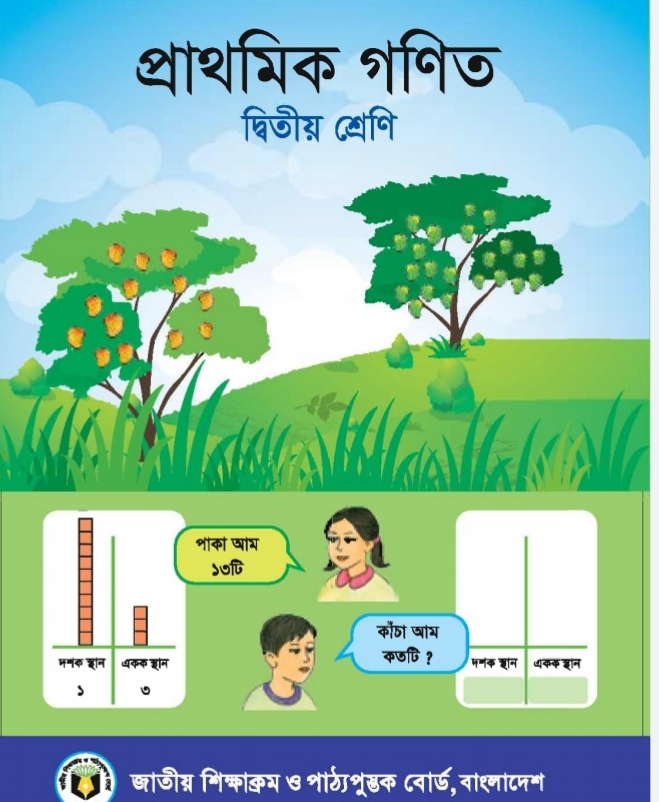 প্রাথমিক গণিত
দ্বিতীয় শ্রেণি
পাকা আম
১৩টি
দশক স্থান একক স্থান
১ ৩
কাঁচা আম
কতটি ?
দশক স্থান একক স্থান
জাতীয় শিক্ষাক্রম ও পাঠ্যপুস্তক বোর্ড, বাংলাদেশ